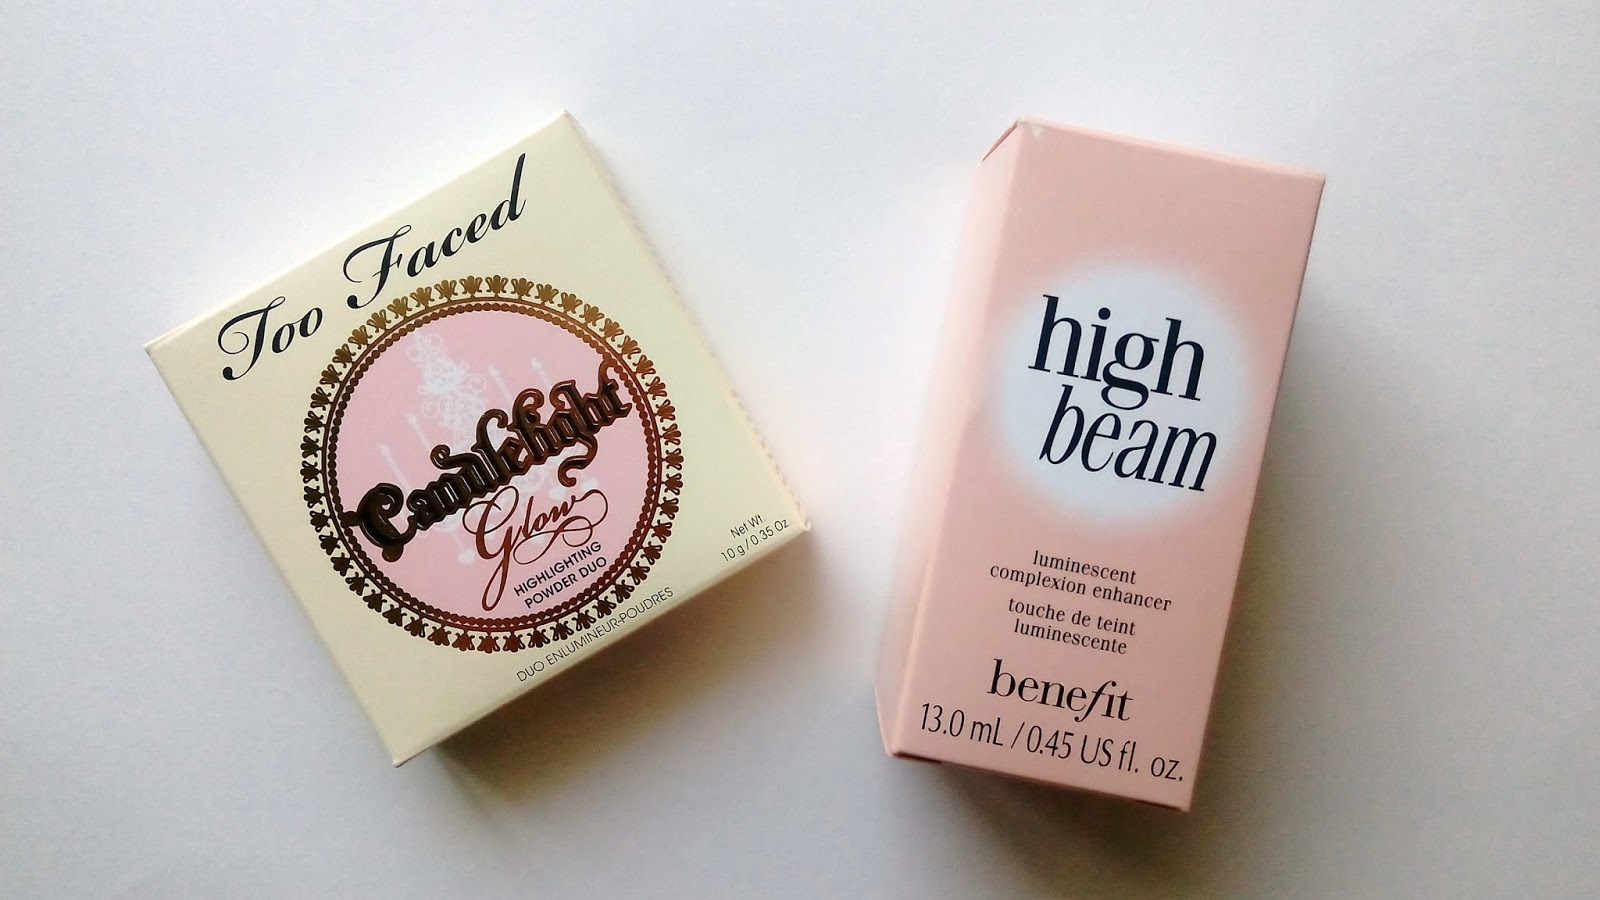 Too Faced
Candlelight
Glow
HIGHLIGHTING
POWDER DUO
DUO ENLUMINEUR-POUDRES
Net Wt
10 g / 0.35 Oz
high
beam
luminescent
complexion enhancer
touche de teint
luminescente
benefit
13.0 mL / 0.45 US fl. oz.